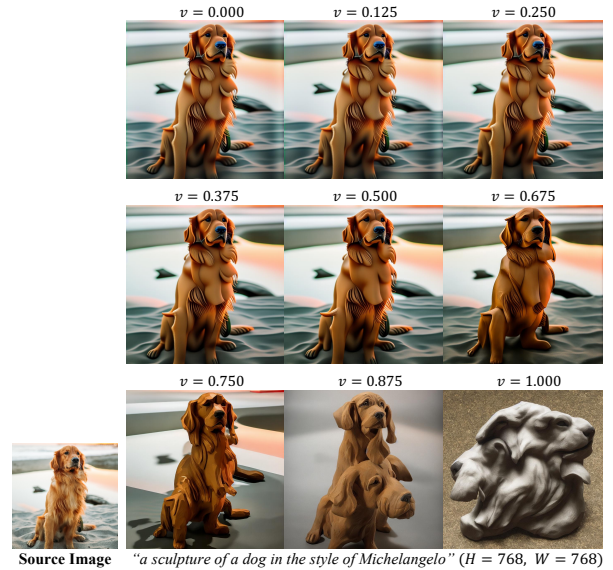 v = 0.000 v = 0.125 v = 0.250
v = 0.375 v = 0.500 v = 0.675
v = 0.750 v = 0.875 v = 1.000
Source Image "a sculpture of a dog in the style of Michelangelo" (H = 768, W = 768)